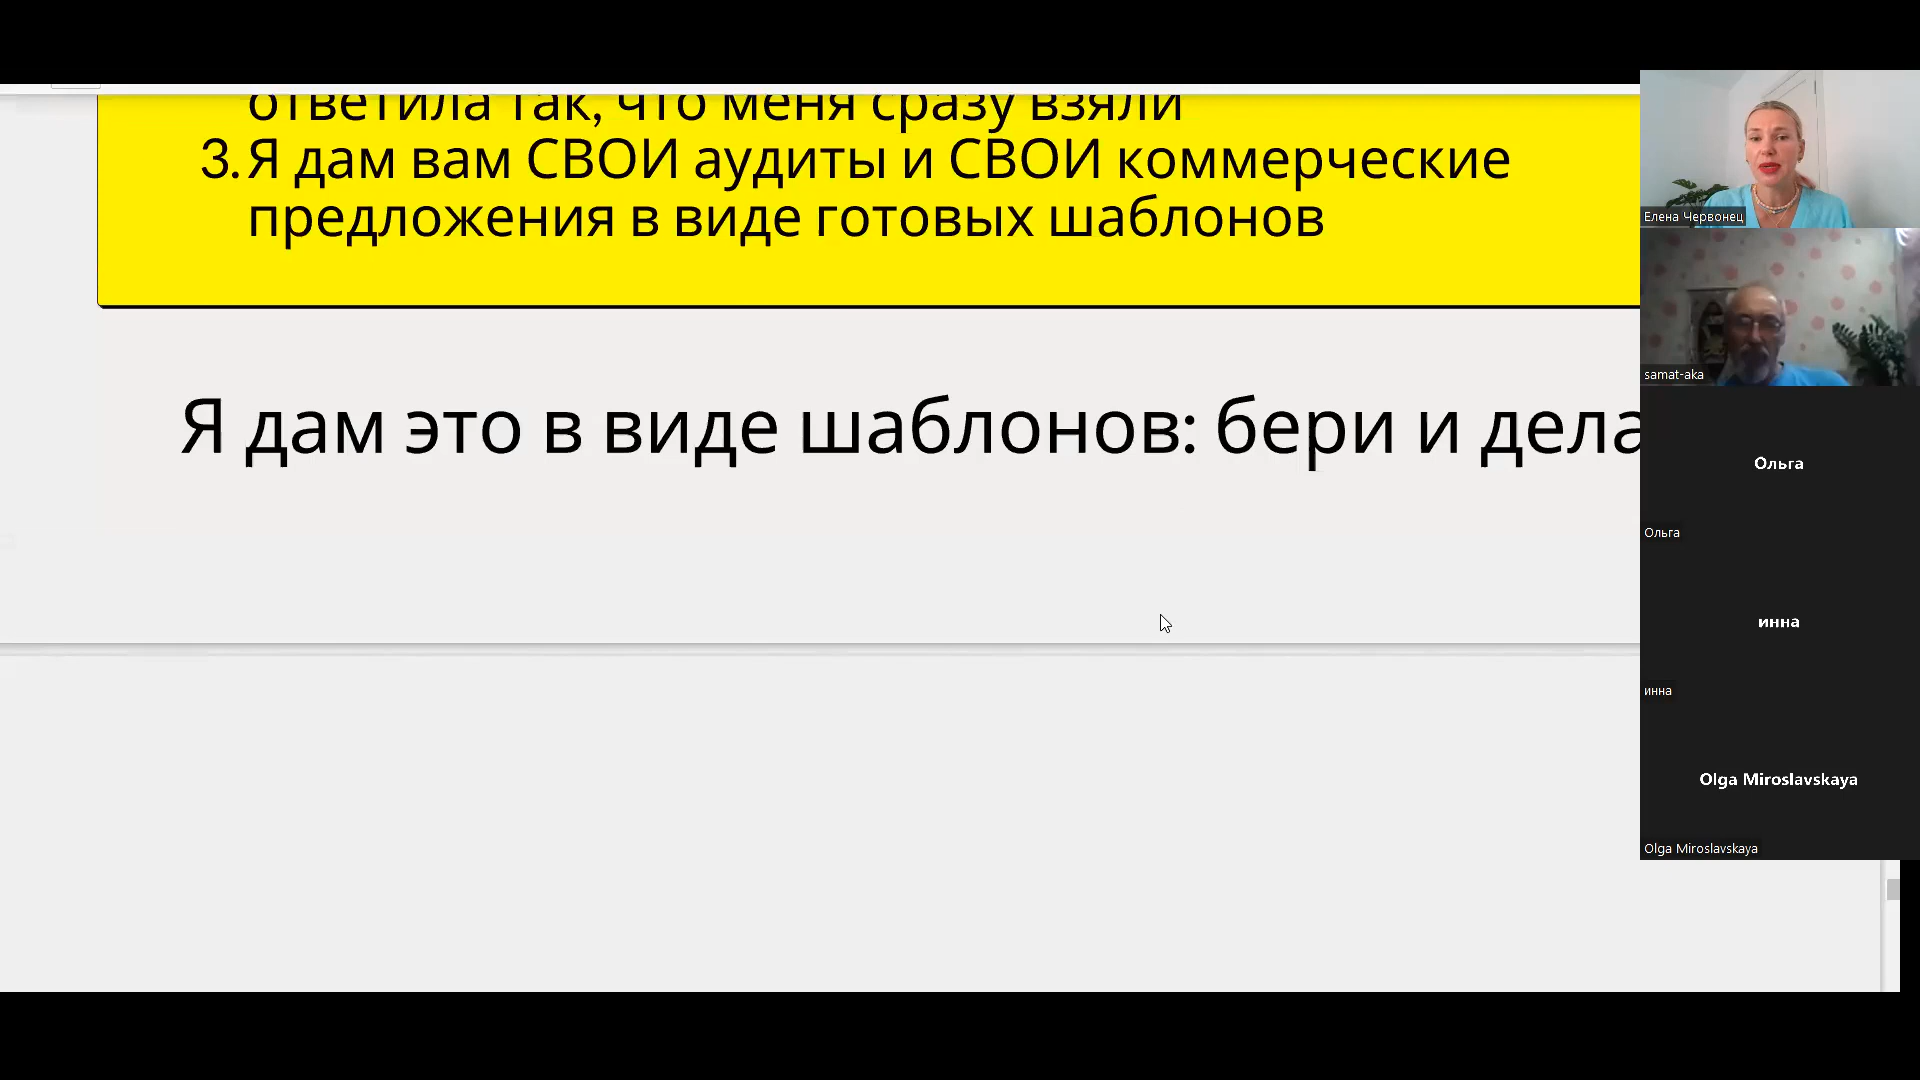 ответила так, что меня сразу взяли
3. Я дам вам СВОИ аудиты и СВОИ коммерческие
предложения в виде готовых шаблонов
Я дам это в виде шаблонов: бери и дела
Елена Червонец
samat-aka
Ольга
Ольга
инна
инна
Olga Miroslavskaya
Olga Miroslavskaya